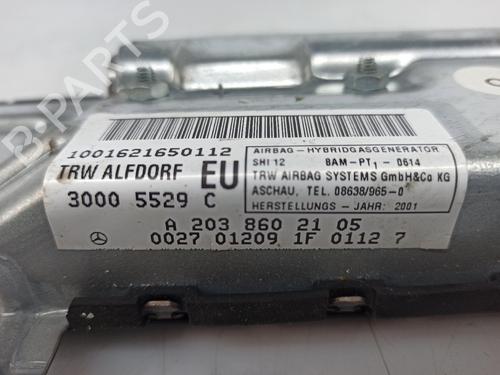 1001621650112
TRW ALFDORF EU
3000 5529 C
AIRBAG - HYBRIDGASGENERATOR
SHI 12 BAM-PT1 - 0614
TRW AIRBAG SYSTEMS GmbH&Co KG
ASCHAU, TEL. 08638/965-0
HERSTELLUNGS - JAHR: 2001
A 203 860 21 05
0027 01209 1F 0112 7
B-PARTS